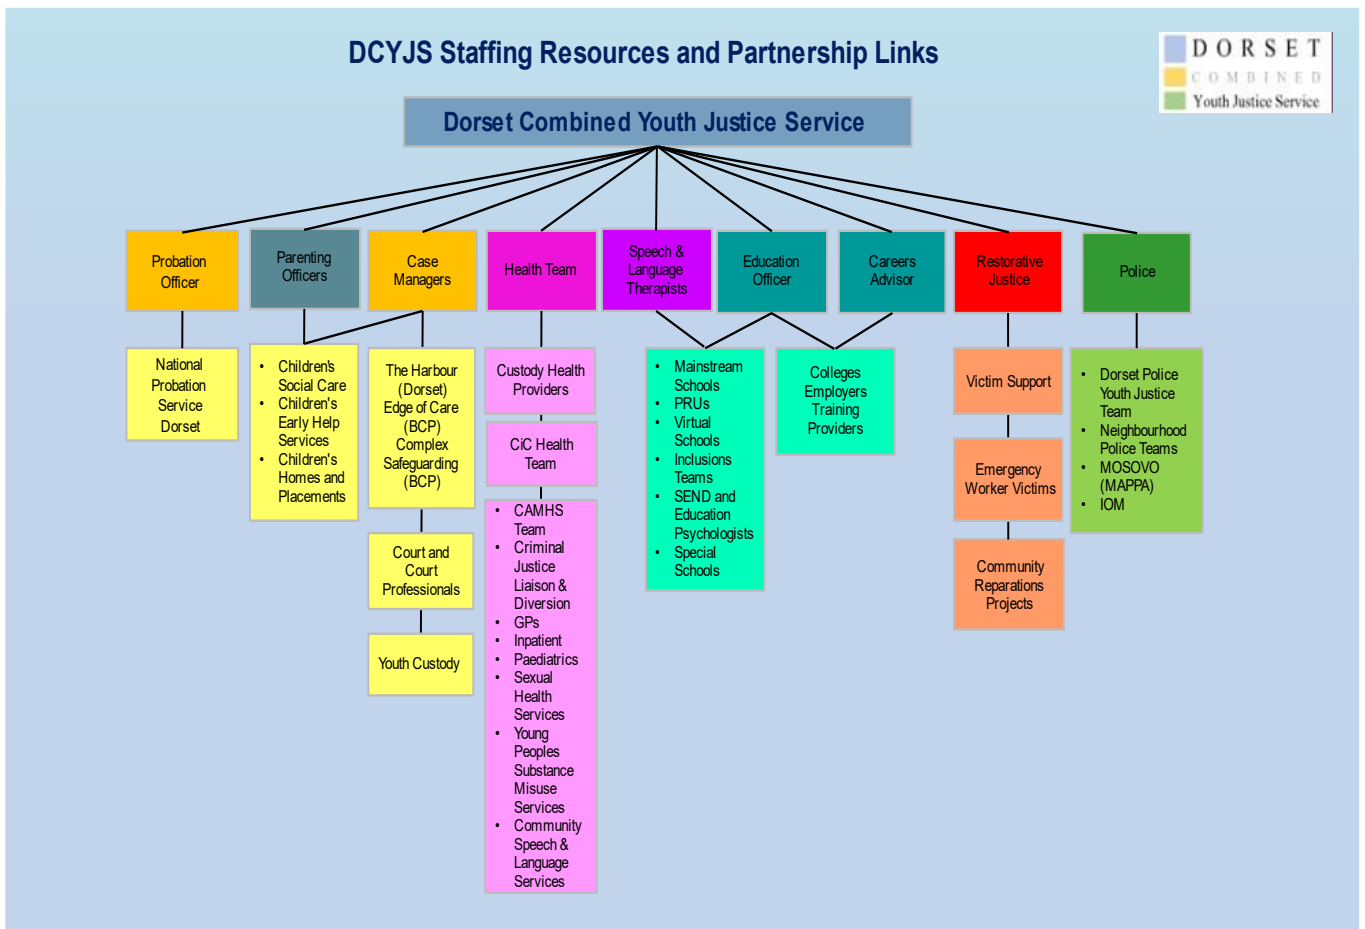 DCYJS Staffing Resources and Partnership Links
DORSET
COMBINED
Youth Justice Service
Dorset Combined Youth Justice Service
Probation
Officer
Parenting
Officers
Case
Managers
Health Team
Speech &
Language
Therapists
Education
Officer
Careers
Advisor
Restorative
Justice
Police
National
Probation
Service
Dorset
• Children's
Social Care
• Children's
Early Help
Services
• Children's
Homes and
Placements
The Harbour
(Dorset)
Edge of Care
(BCP)
Complex
Safeguarding
(BCP)
Court and
Court
Professionals
Youth Custody
Custody Health
Providers
CiC Health
Team
• CAMHS
Team
• Criminal
Justice
Liaison &
Diversion
• GPs
• Inpatient
• Paediatrics
• Sexual
Health
Services
• Young
Peoples
Substance
Misuse
Services
• Community
Speech &
Language
Services
• Mainstream
Schools
• PRUs
• Virtual
Schools
• Inclusions
Teams
• SEND and
Education
Psychologists
• Special
Schools
Colleges
Employers
Training
Providers
Victim Support
Emergency
Worker Victims
Community
Reparations
Projects
• Dorset Police
Youth Justice
Team
• Neighbourhood
Police Teams
• MOSOVO
(MAPPA)
• IOM